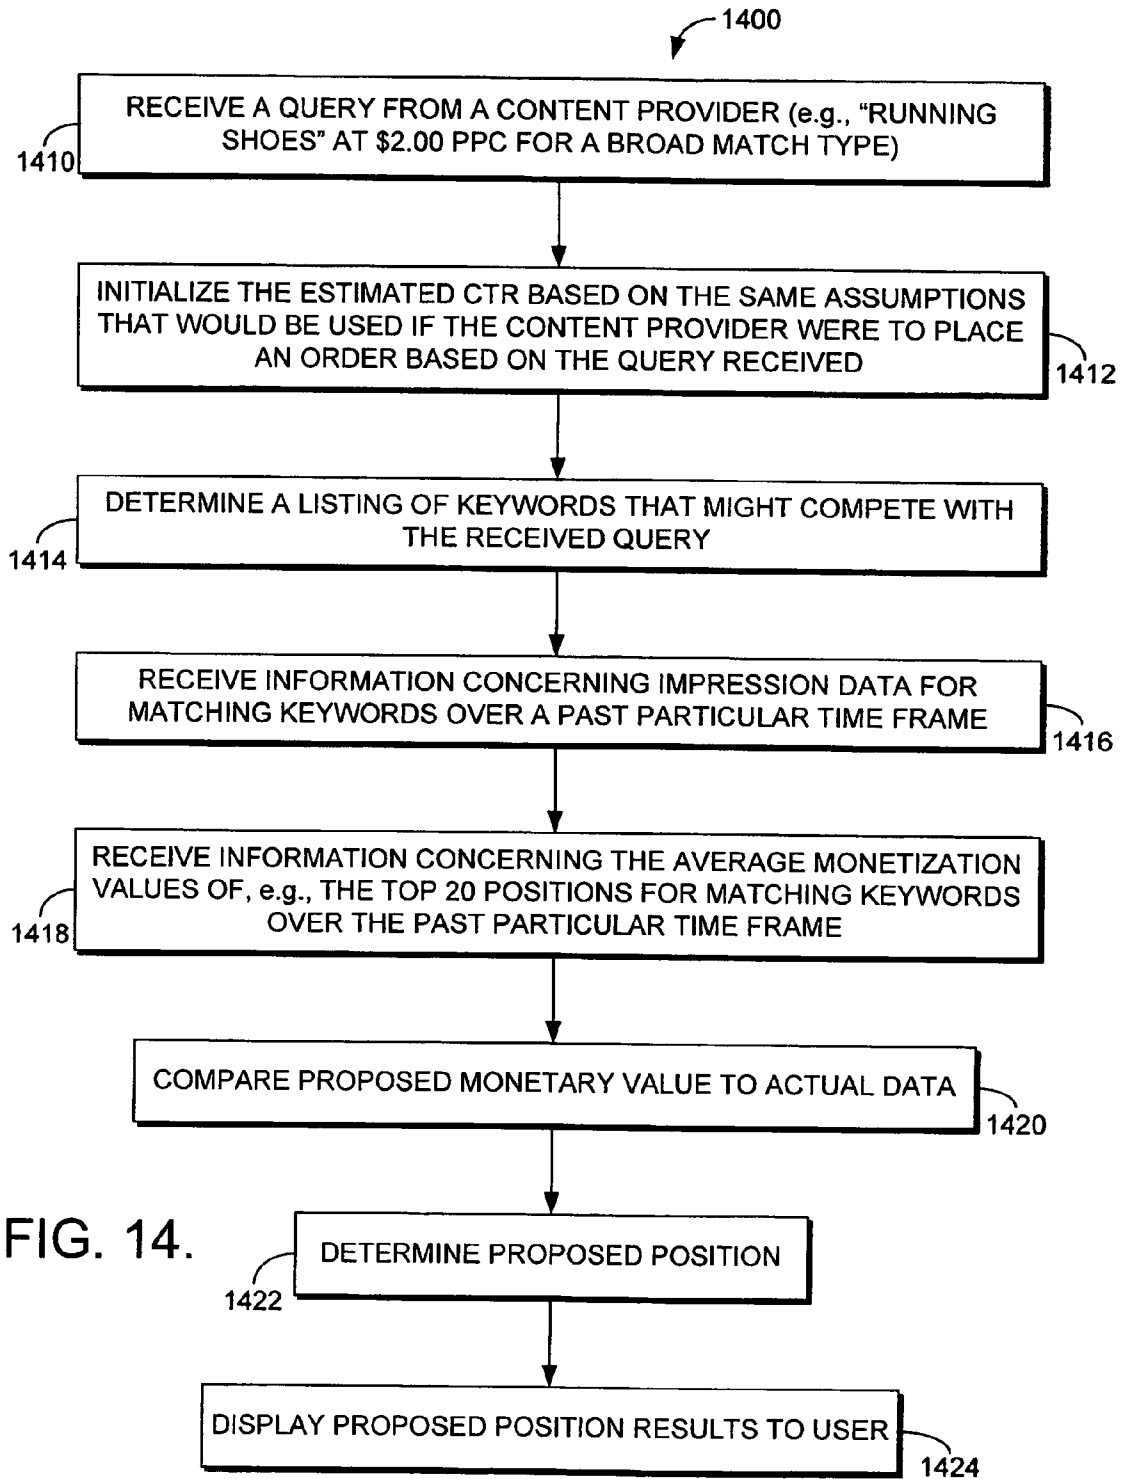 1400
RECEIVE A QUERY FROM A CONTENT PROVIDER (e.g., “RUNNING
SHOES” AT $2.00 PPC FOR A BROAD MATCH TYPE)
1410
INITIALIZE THE ESTIMATED CTR BASED ON THE SAME ASSUMPTIONS
THAT WOULD BE USED IF THE CONTENT PROVIDER WERE TO PLACE
AN ORDER BASED ON THE QUERY RECEIVED
1412
DETERMINE A LISTING OF KEYWORDS THAT MIGHT COMPETE WITH
THE RECEIVED QUERY
1414
RECEIVE INFORMATION CONCERNING IMPRESSION DATA FOR
MATCHING KEYWORDS OVER A PAST PARTICULAR TIME FRAME
1416
RECEIVE INFORMATION CONCERNING THE AVERAGE MONETIZATION
VALUES OF, e.g., THE TOP 20 POSITIONS FOR MATCHING KEYWORDS
OVER THE PAST PARTICULAR TIME FRAME
1418
COMPARE PROPOSED MONETARY VALUE TO ACTUAL DATA
1420
FIG. 14.
DETERMINE PROPOSED POSITION
1422
DISPLAY PROPOSED POSITION RESULTS TO USER
1424